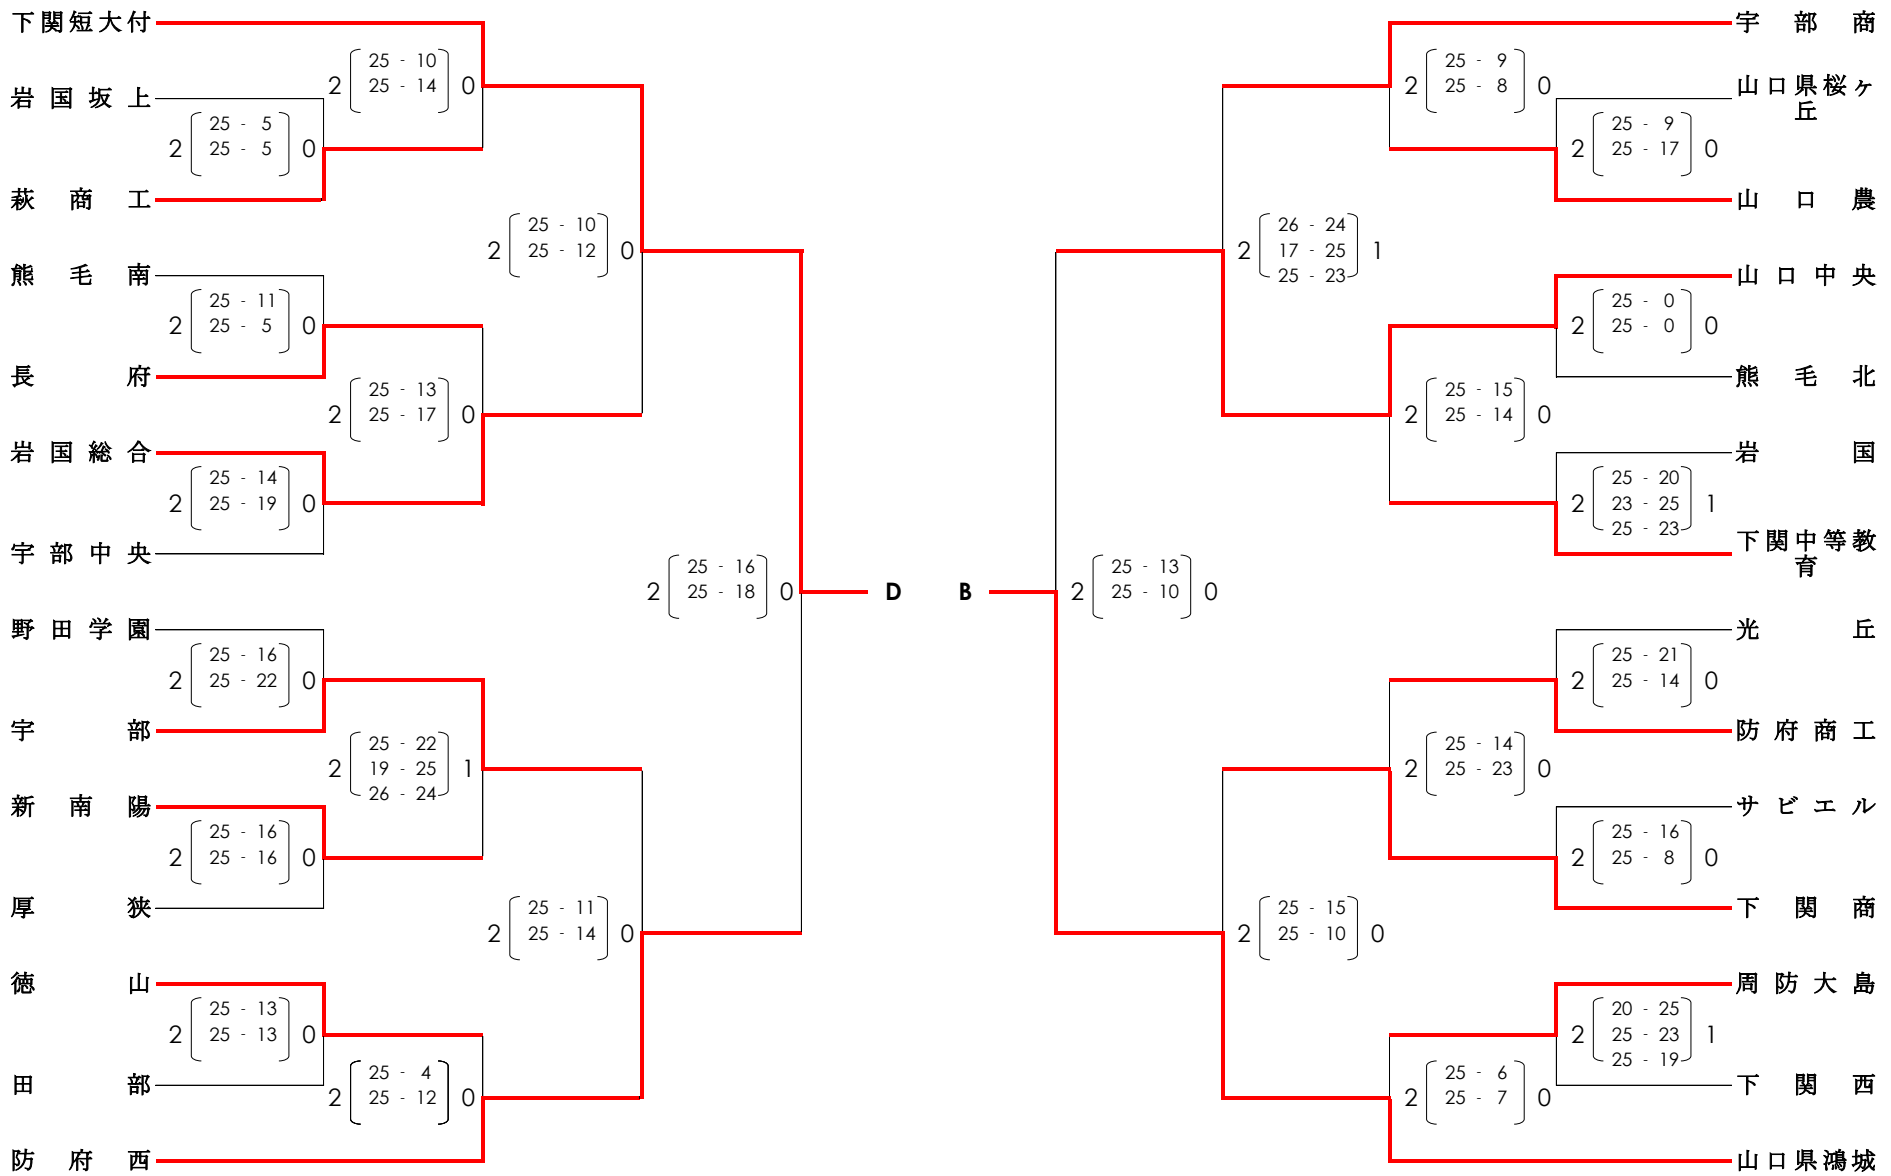 下関短大付
2 25 - 10 0
25 - 14
岩国坂上
2 25 - 5 0
25 - 5
萩商工
2 25 - 10 0
25 - 12
熊毛南
2 25 - 11 0
25 - 5
長府
2 25 - 13 0
25 - 17
岩国総合
2 25 - 14 0
25 - 19
宇部中央
2 25 - 16 0
25 - 18
D
野田学園
2 25 - 16 0
25 - 22
宇部
2 25 - 22 1
19 - 25
26 - 24
新南陽
2 25 - 16 0
25 - 16
厚狭
2 25 - 11 0
25 - 14
徳山
2 25 - 13 0
25 - 13
田部
2 25 - 4 0
25 - 12
防府西
宇部商
2 25 - 9 0
25 - 8
山口県桜ヶ
丘
2 25 - 9 0
25 - 17
山口農
2 26 - 24 1
17 - 25
25 - 23
山口中央
2 25 - 0 0
25 - 0
熊毛北
2 25 - 15 0
25 - 14
岩国
2 25 - 20 1
23 - 25
25 - 23
下関中等教
育
B
2 25 - 13 0
25 - 10
光丘
2 25 - 21 0
25 - 14
防府商工
2 25 - 14 0
25 - 23
サビエル
2 25 - 16 0
25 - 8
下関商
2 25 - 15 0
25 - 10
周防大島
2 20 - 25 1
25 - 23
25 - 19
下関西
2 25 - 6 0
25 - 7
山口県鴻城